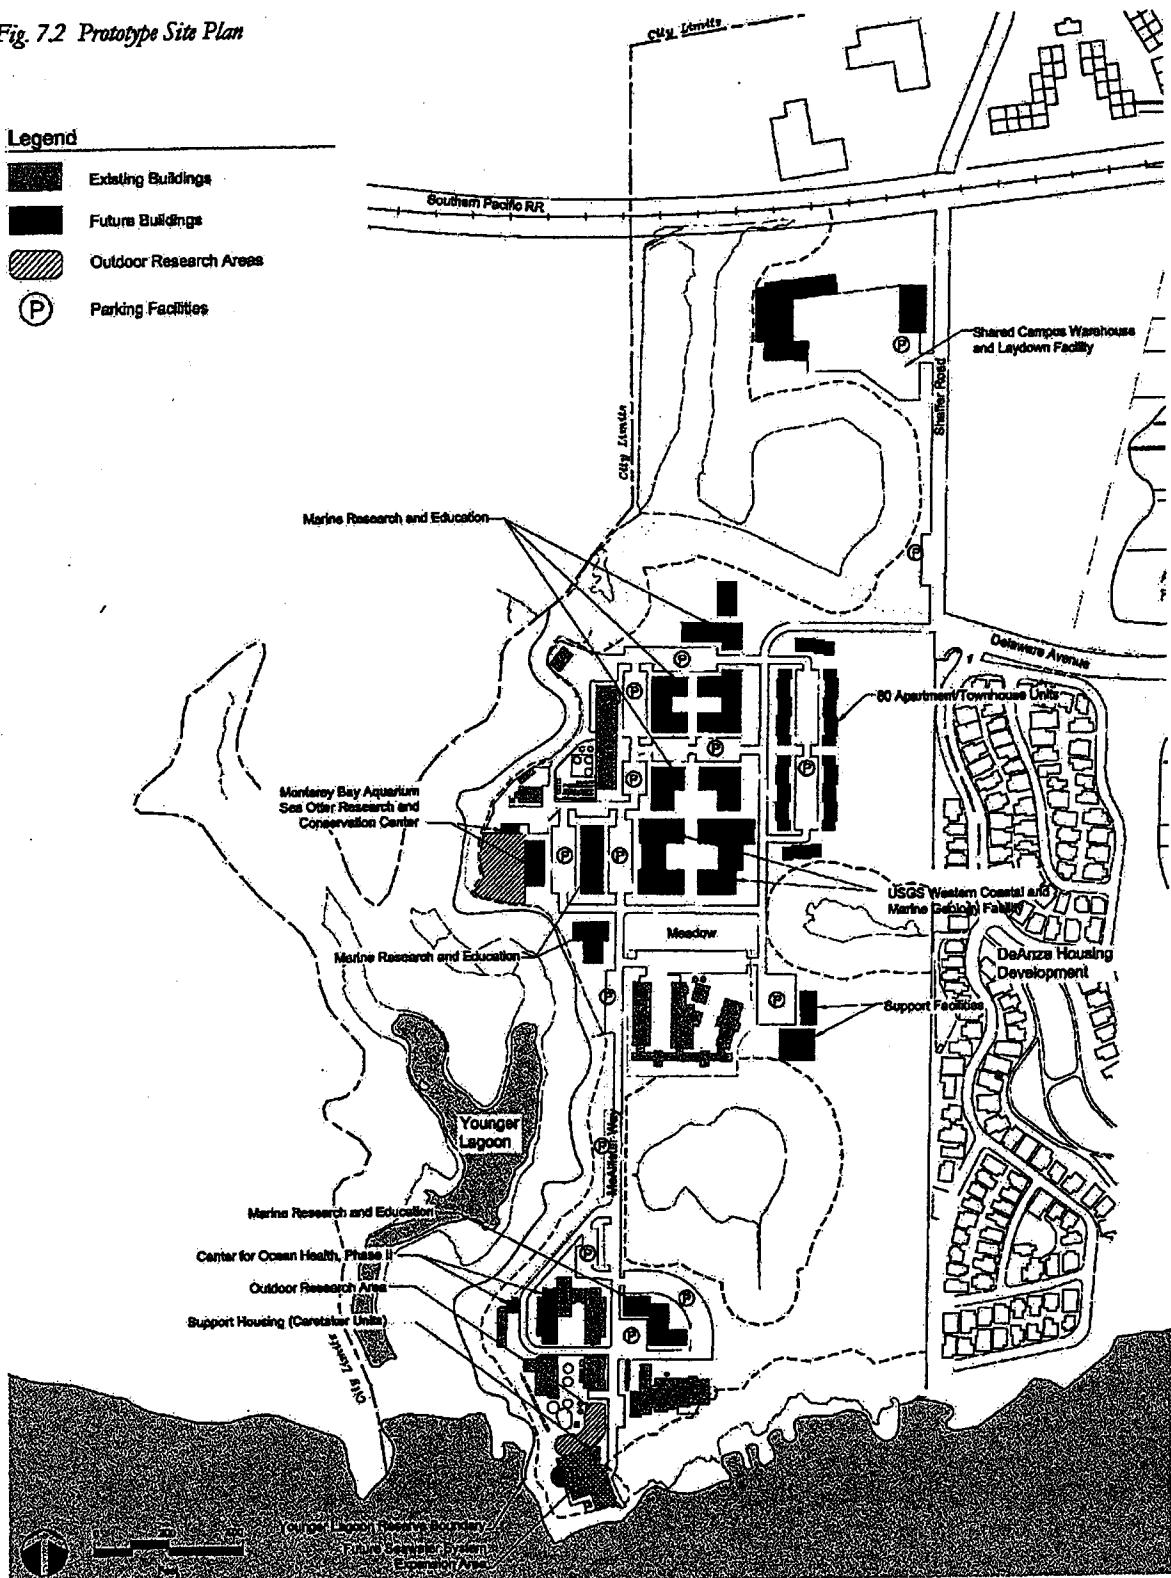 Fig. 7.2 Prototype Site Plan
City Limits
Legend
Existing Buildings
Future Buildings
Outdoor Research Areas
P
Parking Facilities
Southern Pacific RR
P
Shared Campus Warehouse
and Laydown Facility
Shaffer Road
City Limits
Marine Research and Education
P
Delaware Avenue
P
P
80 Apartment/Townhouse Units
P
P
P
Monterey Bay Aquarium
Sea Otter Research and
Conservation Center
P
P
USGS Western Coastal and
Marine Geology Facility
Meadow
Marine Research and Education
DeAnza Housing
Development
P
P
Support Facilities
Younger
Lagoon
P
McAllister Way
Marine Research and Education
Center for Ocean Health, Phase II
P
Outdoor Research Area
P
Support Housing (Caretaker Units)
P
City Limits
Younger Lagoon Reserve Boundary
Future Seawater System
Expansion Area